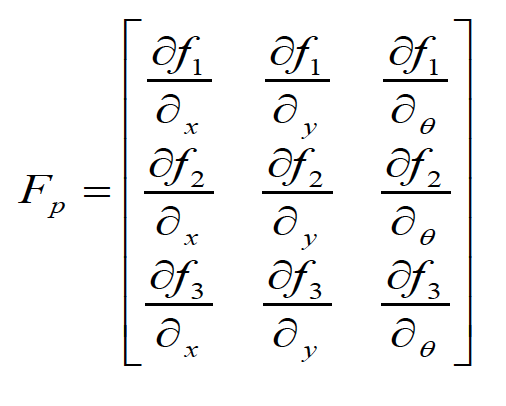 F_p = [ ∂f_1/∂_x ∂f_1/∂_y ∂f_1/∂_θ
∂f_2/∂_x ∂f_2/∂_y ∂f_2/∂_θ
∂f_3/∂_x ∂f_3/∂_y ∂f_3/∂_θ ]